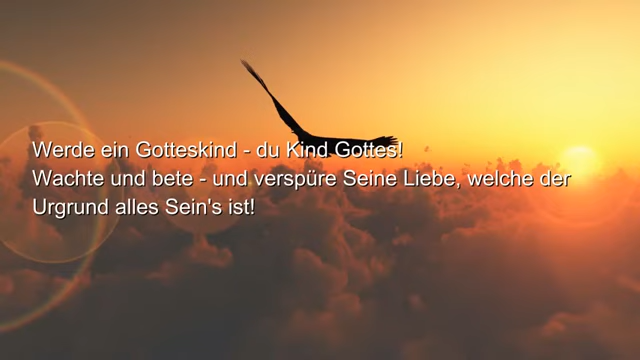 Werde ein Gotteskind - du Kind Gottes!
Wachte und bete - und verspüre Seine Liebe, welche der
Urgrund alles Sein's ist!